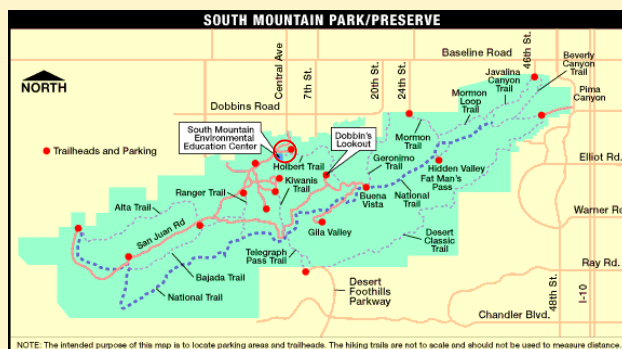 SOUTH MOUNTAIN PARK/PRESERVE
NORTH
Trailheads and Parking
Central Ave
7th St.
20th St.
24th St.
46th St.
Baseline Road
Dobbins Road
Beverly
Canyon
Trail
Javalina
Canyon
Trail
Mormon
Loop
Trail
Pima
Canyon
South Mountain
Environmental
Education Center
Dobbin's
Lookout
Mormon
Trail
Holbert Trail
Geronimo
Trail
Hidden Valley
Fat Man's
Pass
Elliot Rd.
Kiwanis
Trail
Ranger Trail
Buena
Vista
National
Trail
Alta Trail
San Juan Rd
Gila Valley
Desert
Classic
Trail
Warner Rd.
Telegraph
Pass Trail
Bajada Trail
National Trail
Ray Rd.
Desert
Foothills
Parkway
48th St.
I-10
Chandler Blvd.
NOTE: The intended purpose of this map is to locate parking areas and trailheads. The hiking trails are not to scale and should not be used to measure distance.